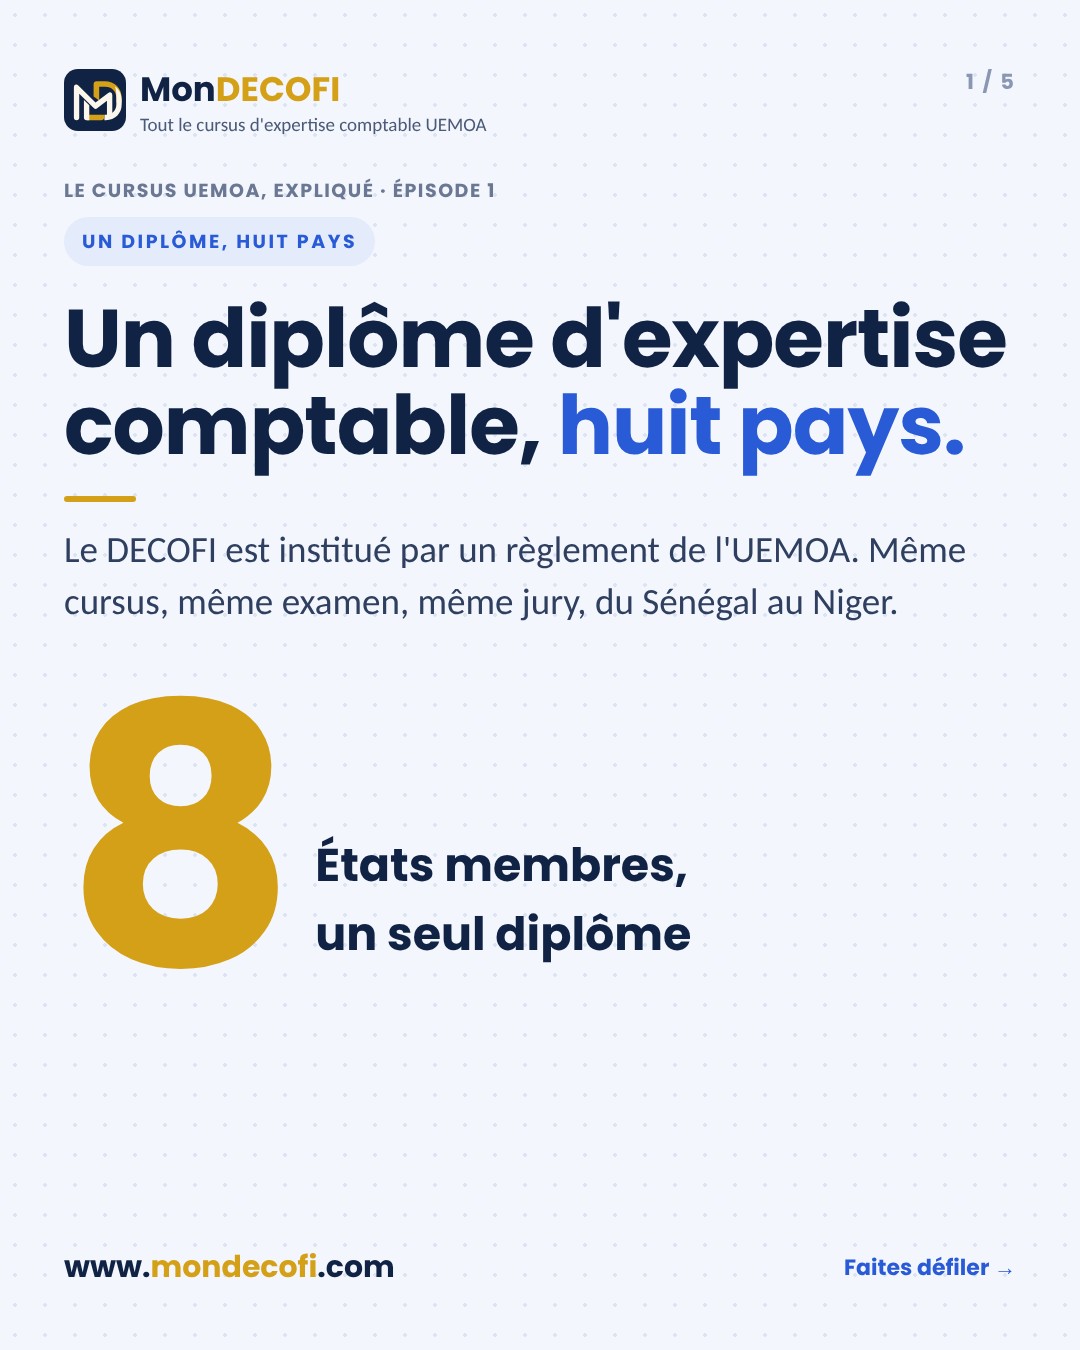 MonDECOFI
Tout le cursus d'expertise comptable UEMOA
1 / 5
LE CURSUS UEMOA, EXPLIQUÉ · ÉPISODE 1
UN DIPLÔME, HUIT PAYS
Un diplôme d'expertise
comptable, huit pays.
Le DECOFI est institué par un règlement de l'UEMOA. Même
cursus, même examen, même jury, du Sénégal au Niger.
8
États membres,
un seul diplôme
www.mondecofi.com
Faites défiler →